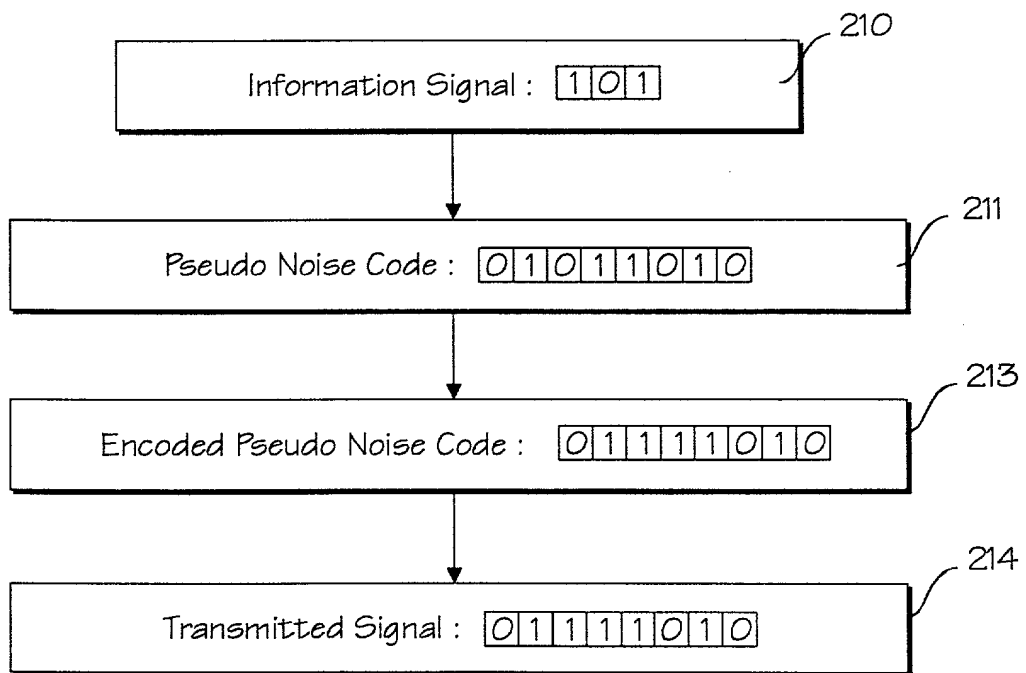 210
Information Signal : 1 0 1
211
Pseudo Noise Code : 0 1 0 1 1 0 1 0
213
Encoded Pseudo Noise Code : 0 1 1 1 1 0 1 0
214
Transmitted Signal : 0 1 1 1 1 0 1 0